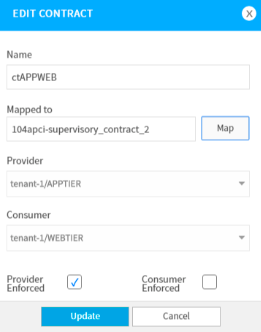 EDIT CONTRACT X
Name
ctAPPWEB
Mapped to
104apci-supervisory_contract_2 Map
Provider
tenant-1/APPTIER
Consumer
tenant-1/WEBTIER
Provider Enforced
Consumer Enforced
Update Cancel